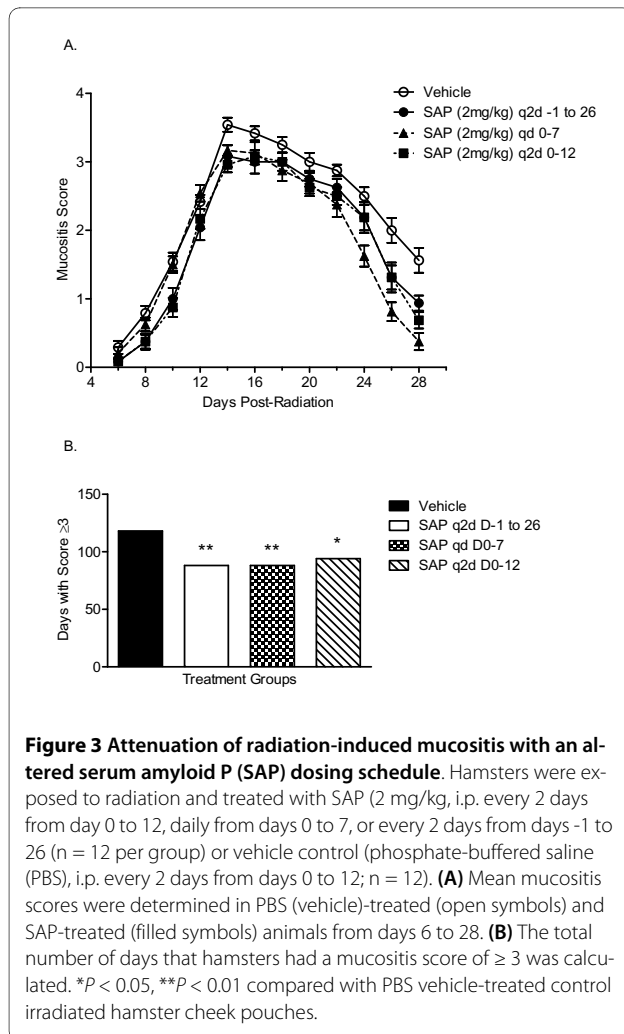 A.
4
3
2
1
0
Mucositis Score
4 8 12 16 20 24 28
Days Post-Radiation
Vehicle
SAP (2mg/kg) q2d -1 to 26
SAP (2mg/kg) qd 0-7
SAP (2mg/kg) q2d 0-12
B.
150
100
50
0
Days with Score ≥3
** ** *
Treatment Groups
Vehicle
SAP q2d D-1 to 26
SAP qd D0-7
SAP q2d D0-12
Figure 3 Attenuation of radiation-induced mucositis with an al-
tered serum amyloid P (SAP) dosing schedule. Hamsters were ex-
posed to radiation and treated with SAP (2 mg/kg, i.p. every 2 days
from day 0 to 12, daily from days 0 to 7, or every 2 days from days -1 to
26 (n = 12 per group) or vehicle control (phosphate-buffered saline
(PBS), i.p. every 2 days from days 0 to 12; n = 12). (A) Mean mucositis
scores were determined in PBS (vehicle)-treated (open symbols) and
SAP-treated (filled symbols) animals from days 6 to 28. (B) The total
number of days that hamsters had a mucositis score of ≥ 3 was calcu-
lated. *P < 0.05, **P < 0.01 compared with PBS vehicle-treated control
irradiated hamster cheek pouches.